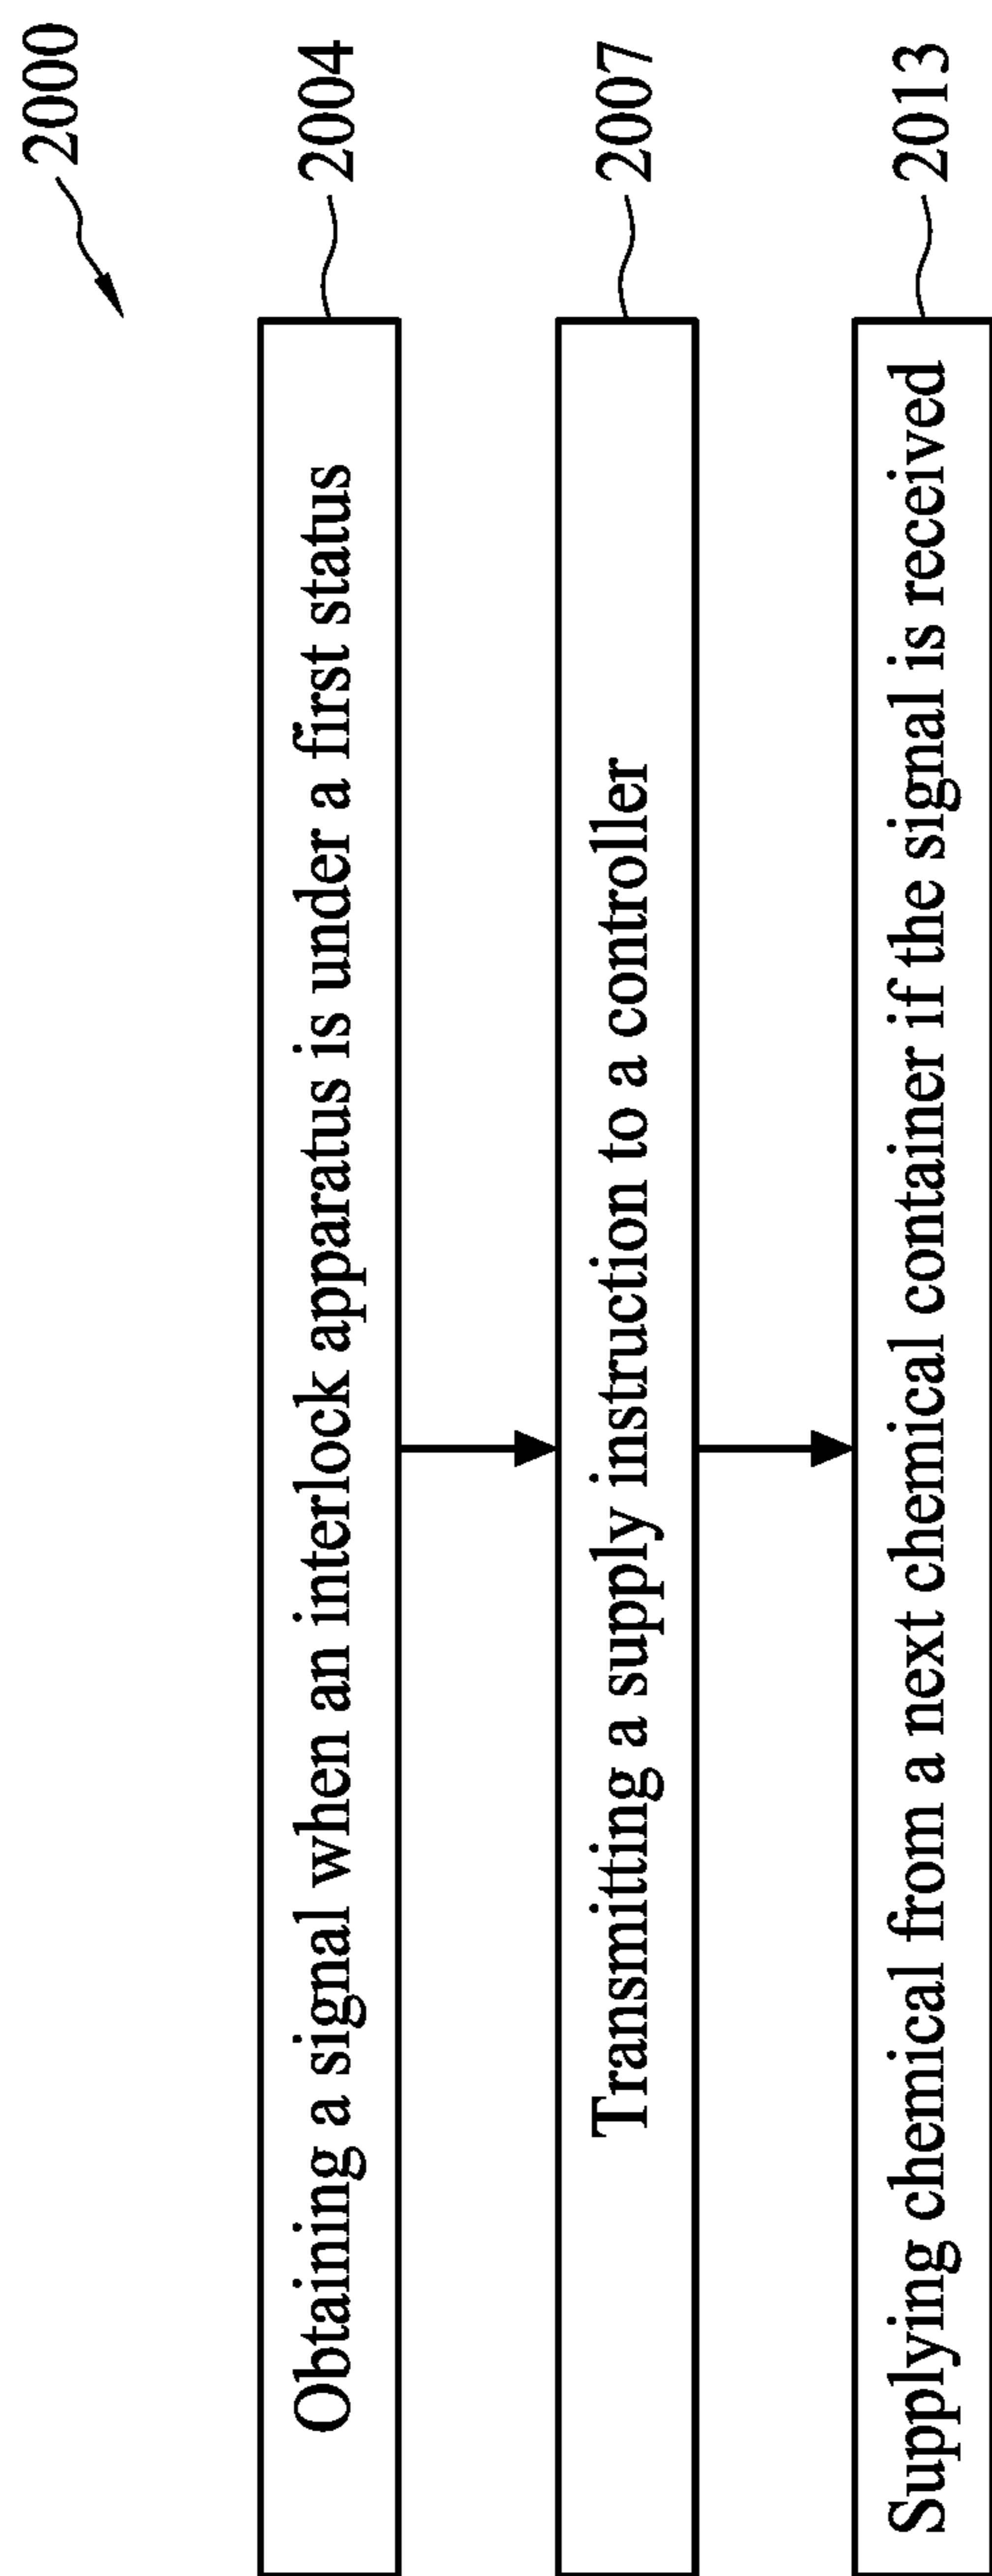 2000
Obtaining a signal when an interlock apparatus is under a first status
2004
Transmitting a supply instruction to a controller
2007
Supplying chemical from a next chemical container if the signal is received
2013